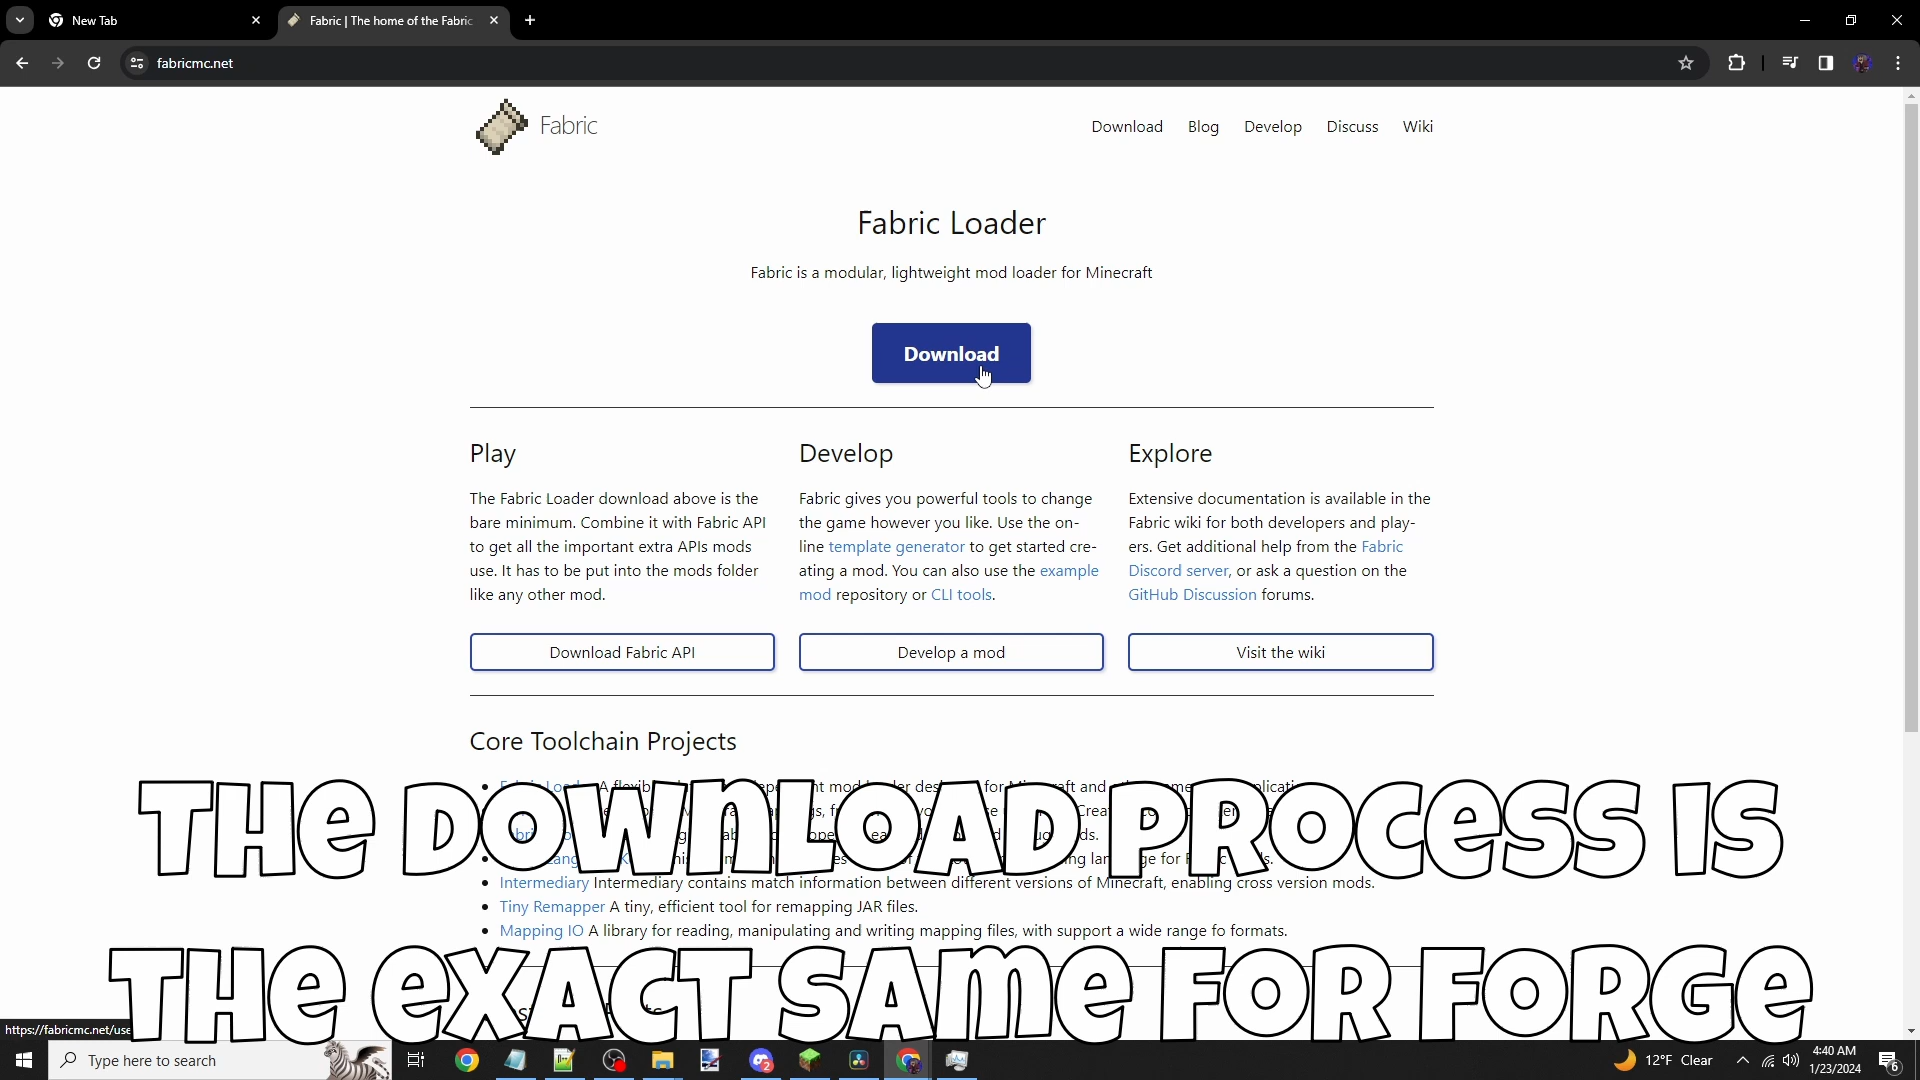 New Tab
Fabric | The home of the Fabric
fabricmc.net
Fabric
Download Blog Develop Discuss Wiki
Fabric Loader
Fabric is a modular, lightweight mod loader for Minecraft
Download
Play
The Fabric Loader download above is the
bare minimum. Combine it with Fabric API
to get all the important extra APIs mods
use. It has to be put into the mods folder
like any other mod.
Download Fabric API
Develop
Fabric gives you powerful tools to change
the game however you like. Use the on-
line template generator to get started cre-
ating a mod. You can also use the example
mod repository or CLI tools.
Develop a mod
Explore
Extensive documentation is available in the
Fabric wiki for both developers and play-
ers. Get additional help from the Fabric
Discord server, or ask a question on the
GitHub Discussion forums.
Visit the wiki
Core Toolchain Projects
THE DOWNLOAD PROCESS IS
Intermediary Intermediary contains match information between different versions of Minecraft, enabling cross version mods.
Tiny Remapper A tiny, efficient tool for remapping JAR files.
Mapping IO A library for reading, manipulating and writing mapping files, with support a wide range fo formats.
THE EXACT SAME FOR FORGE
https://fabricmc.net/use
Type here to search
2
12°F Clear
4:40 AM
1/23/2024
6